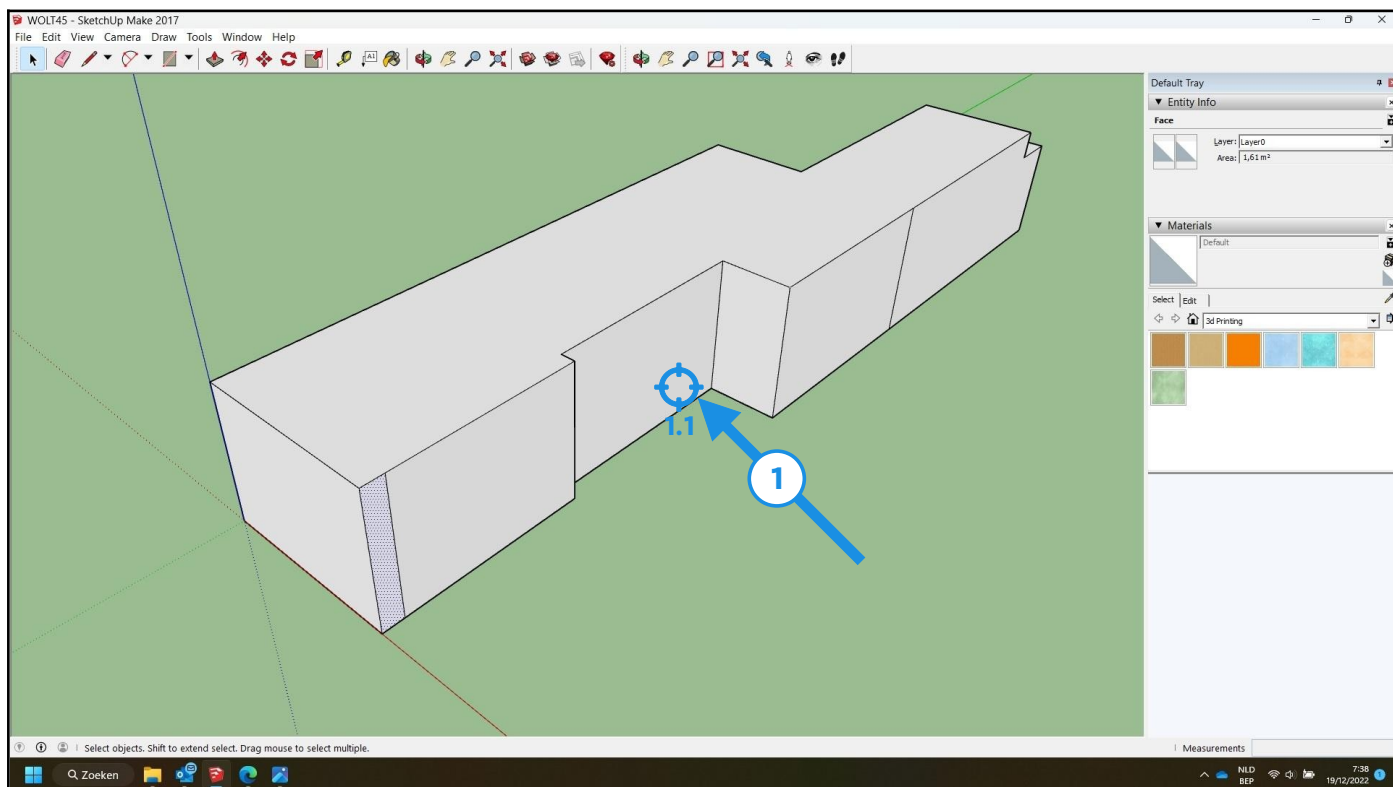 WOLT45 - SketchUp Make 2017
File Edit View Camera Draw Tools Window Help
A1
Default Tray
▼ Entity Info
Face
Layer: Layer0
Area: 1,61 m²
▼ Materials
Default
Select Edit
3d Printing
1.1
1
Select objects. Shift to extend select. Drag mouse to select multiple.
Measurements
Zoeken
NLD
BEP
7:38
19/12/2022
1